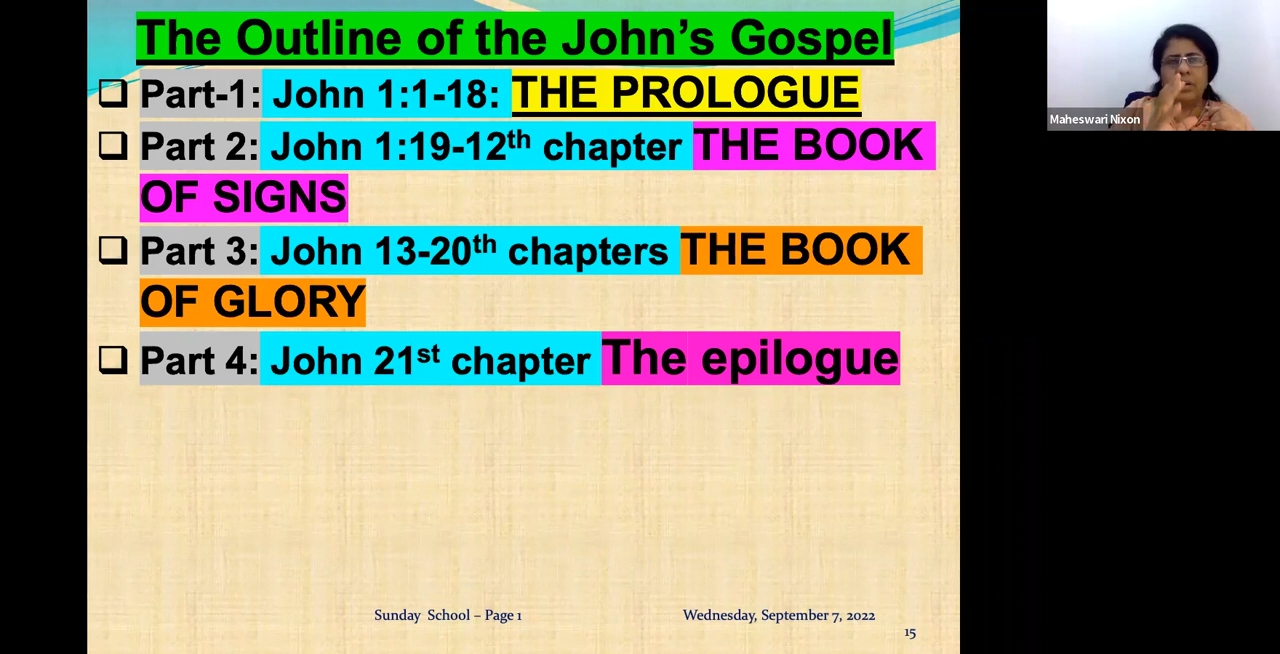 The Outline of the John’s Gospel
❑ Part-1: John 1:1-18: THE PROLOGUE
❑ Part 2: John 1:19-12th chapter THE BOOK
OF SIGNS
❑ Part 3: John 13-20th chapters THE BOOK
OF GLORY
❑ Part 4: John 21st chapter The epilogue
Sunday School – Page 1
Wednesday, September 7, 2022
15
Maheswari Nixon